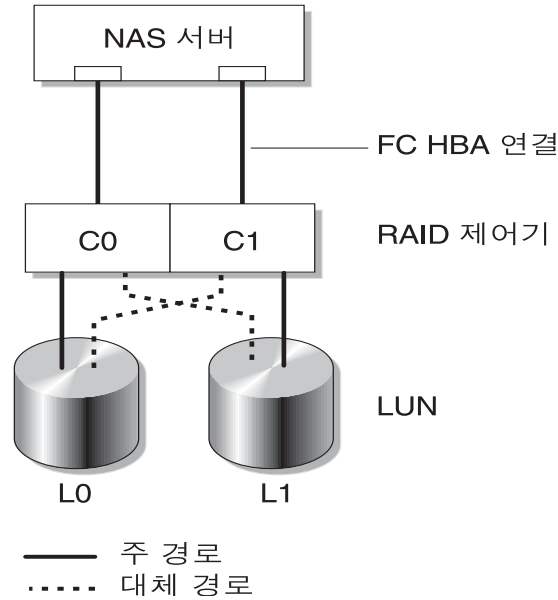 NAS 서버
FC HBA 연결
C0
C1
RAID 제어기
LUN
L0
L1
주 경로
대체 경로